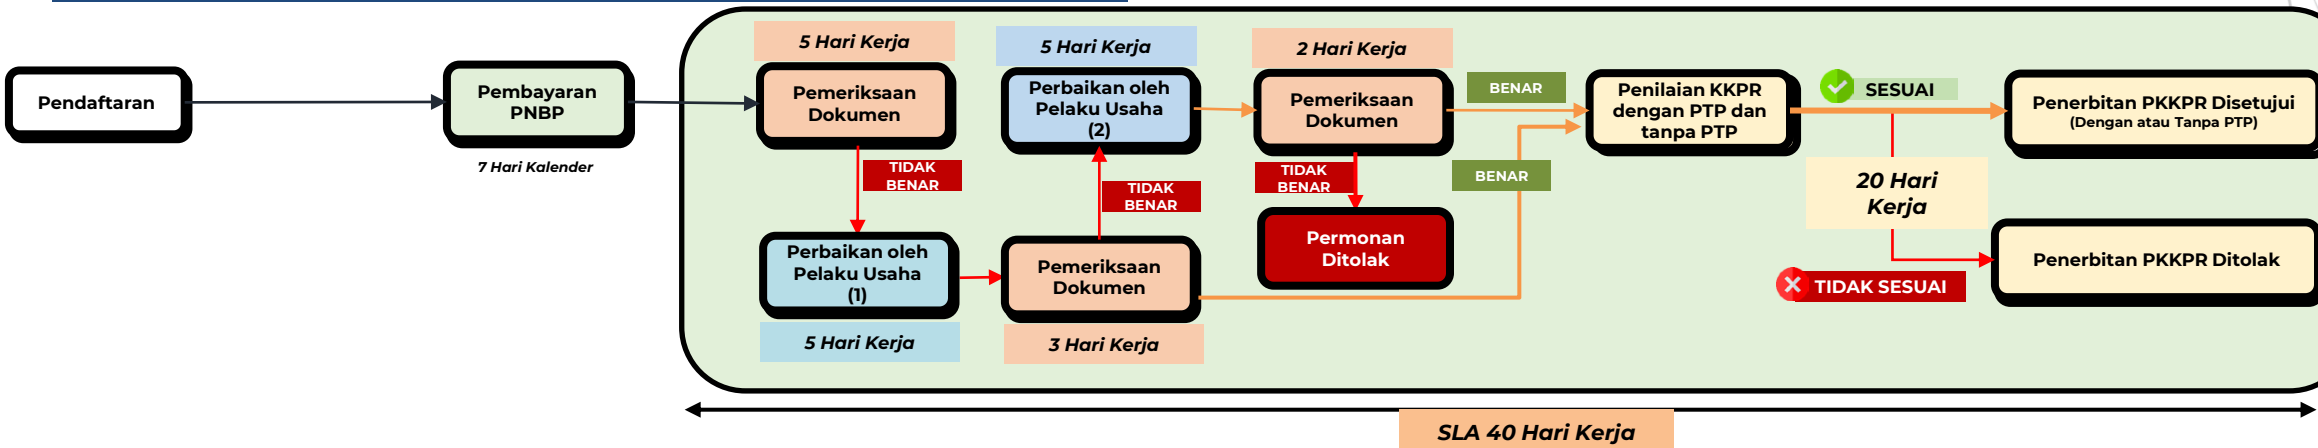 Pendaftaran
Pembayaran
PNBP
7 Hari Kalender
5 Hari Kerja
Pemeriksaan
Dokumen
TIDAK
BENAR
Perbaikan oleh
Pelaku Usaha
(1)
5 Hari Kerja
5 Hari Kerja
Perbaikan oleh
Pelaku Usaha
(2)
TIDAK
BENAR
Pemeriksaan
Dokumen
3 Hari Kerja
2 Hari Kerja
Pemeriksaan
Dokumen
TIDAK
BENAR
Permonan
Ditolak
BENAR
BENAR
Penilaian KKPR
dengan PTP dan
tanpa PTP
SESUAI
20 Hari
Kerja
TIDAK SESUAI
Penerbitan PKKPR Disetujui
(Dengan atau Tanpa PTP)
Penerbitan PKKPR Ditolak
SLA 40 Hari Kerja